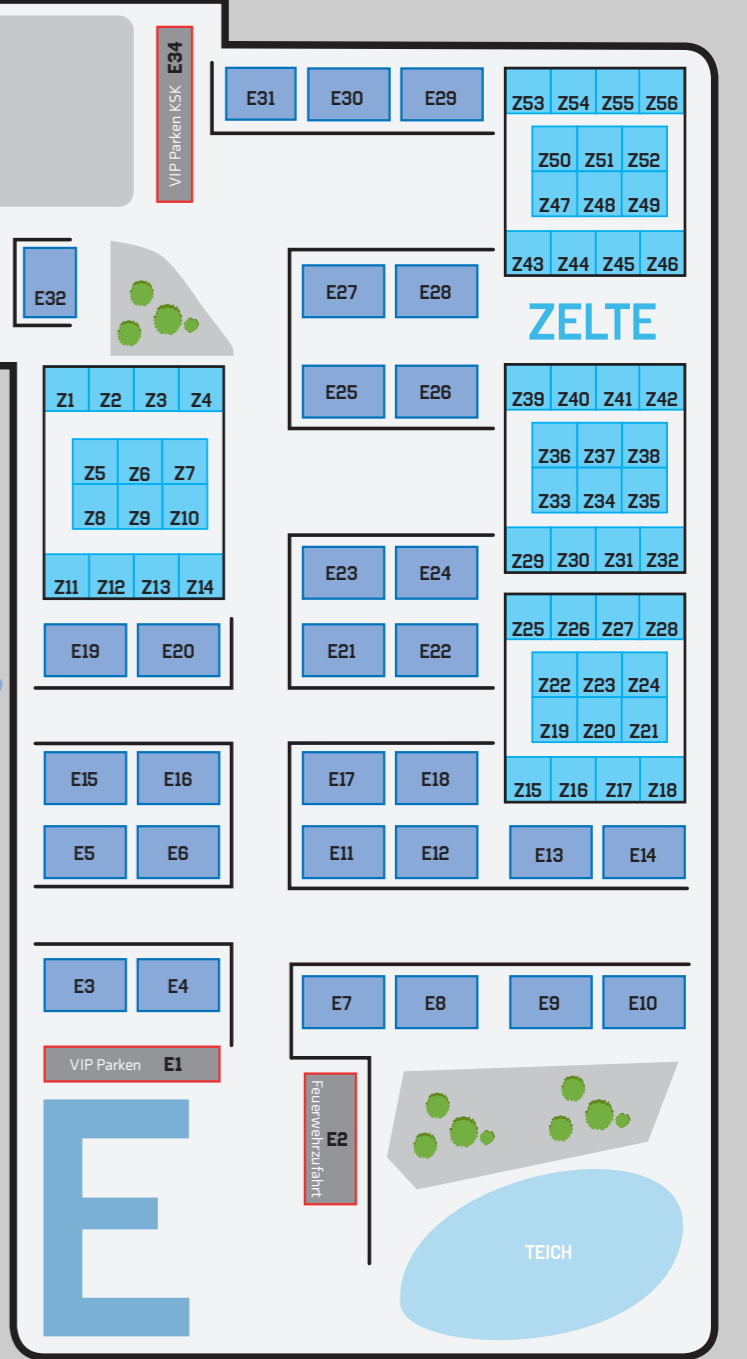 VIP Parken KSK E34
E31 E30 E29
Z53 Z54 Z55 Z56
Z50 Z51 Z52
Z47 Z48 Z49
Z43 Z44 Z45 Z46
E32
E27 E28
ZELTE
E25 E26
Z39 Z40 Z41 Z42
Z1 Z2 Z3 Z4
Z36 Z37 Z38
Z5 Z6 Z7
Z33 Z34 Z35
Z8 Z9 Z10
Z29 Z30 Z31 Z32
E23 E24
Z11 Z12 Z13 Z14
Z25 Z26 Z27 Z28
E19 E20
E21 E22
Z22 Z23 Z24
Z19 Z20 Z21
E15 E16
E17 E18
Z15 Z16 Z17 Z18
E5 E6
E11 E12
E13 E14
E3 E4
E7 E8
E9 E10
VIP Parken E1
Feuerwehrzufahrt E2
E
TEICH